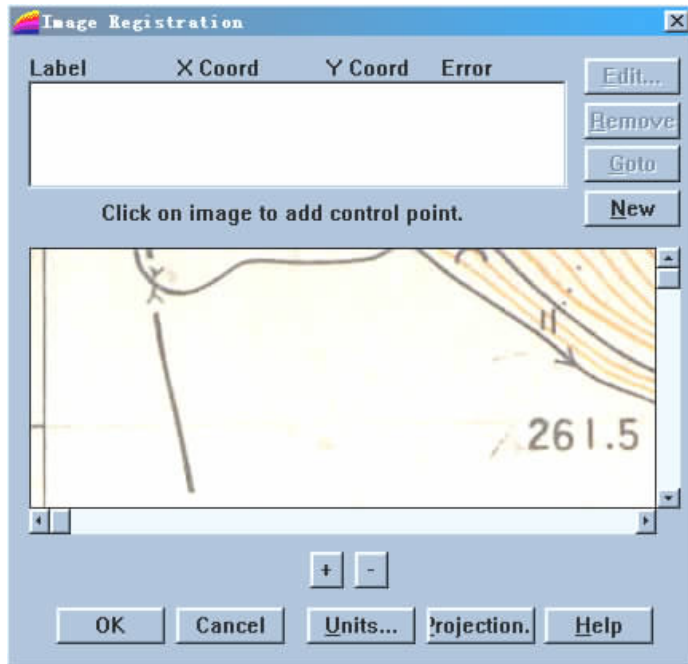 Image Registration
Label X Coord Y Coord Error
Edit...
Remove
Goto
New
Click on image to add control point.
261.5
+ -
OK Cancel Units... Projection. Help